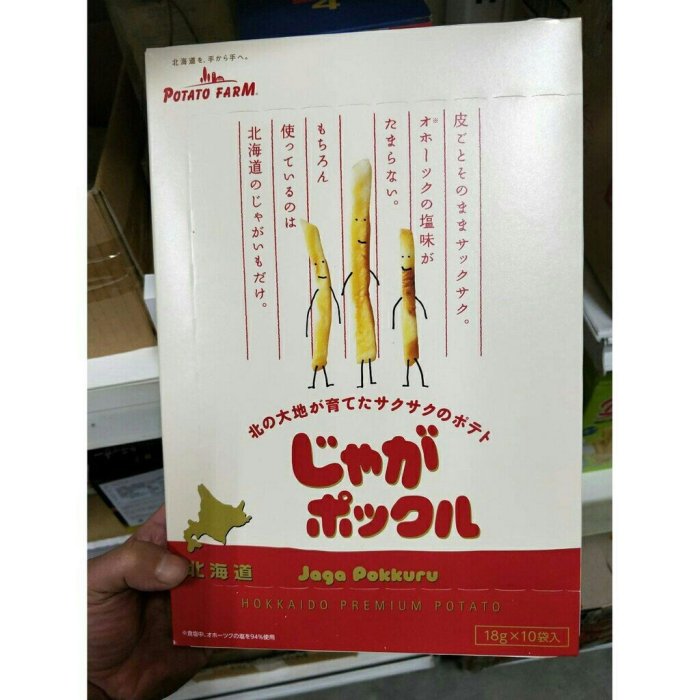 北海道を、手から手へ。
POTATO FARM
皮ごとそのままサックサク。
オホーツクの塩味が※
たまらない。
もちろん
使っているのは
北海道のじゃがいもだけ。
北の大地が育てたサクサクのポテト
じゃが
ポックル
北海道
Jaga Pokkuru
HOKKAIDO PREMIUM POTATO
※食塩中、オホーツクの塩を94%使用
18g×10袋入